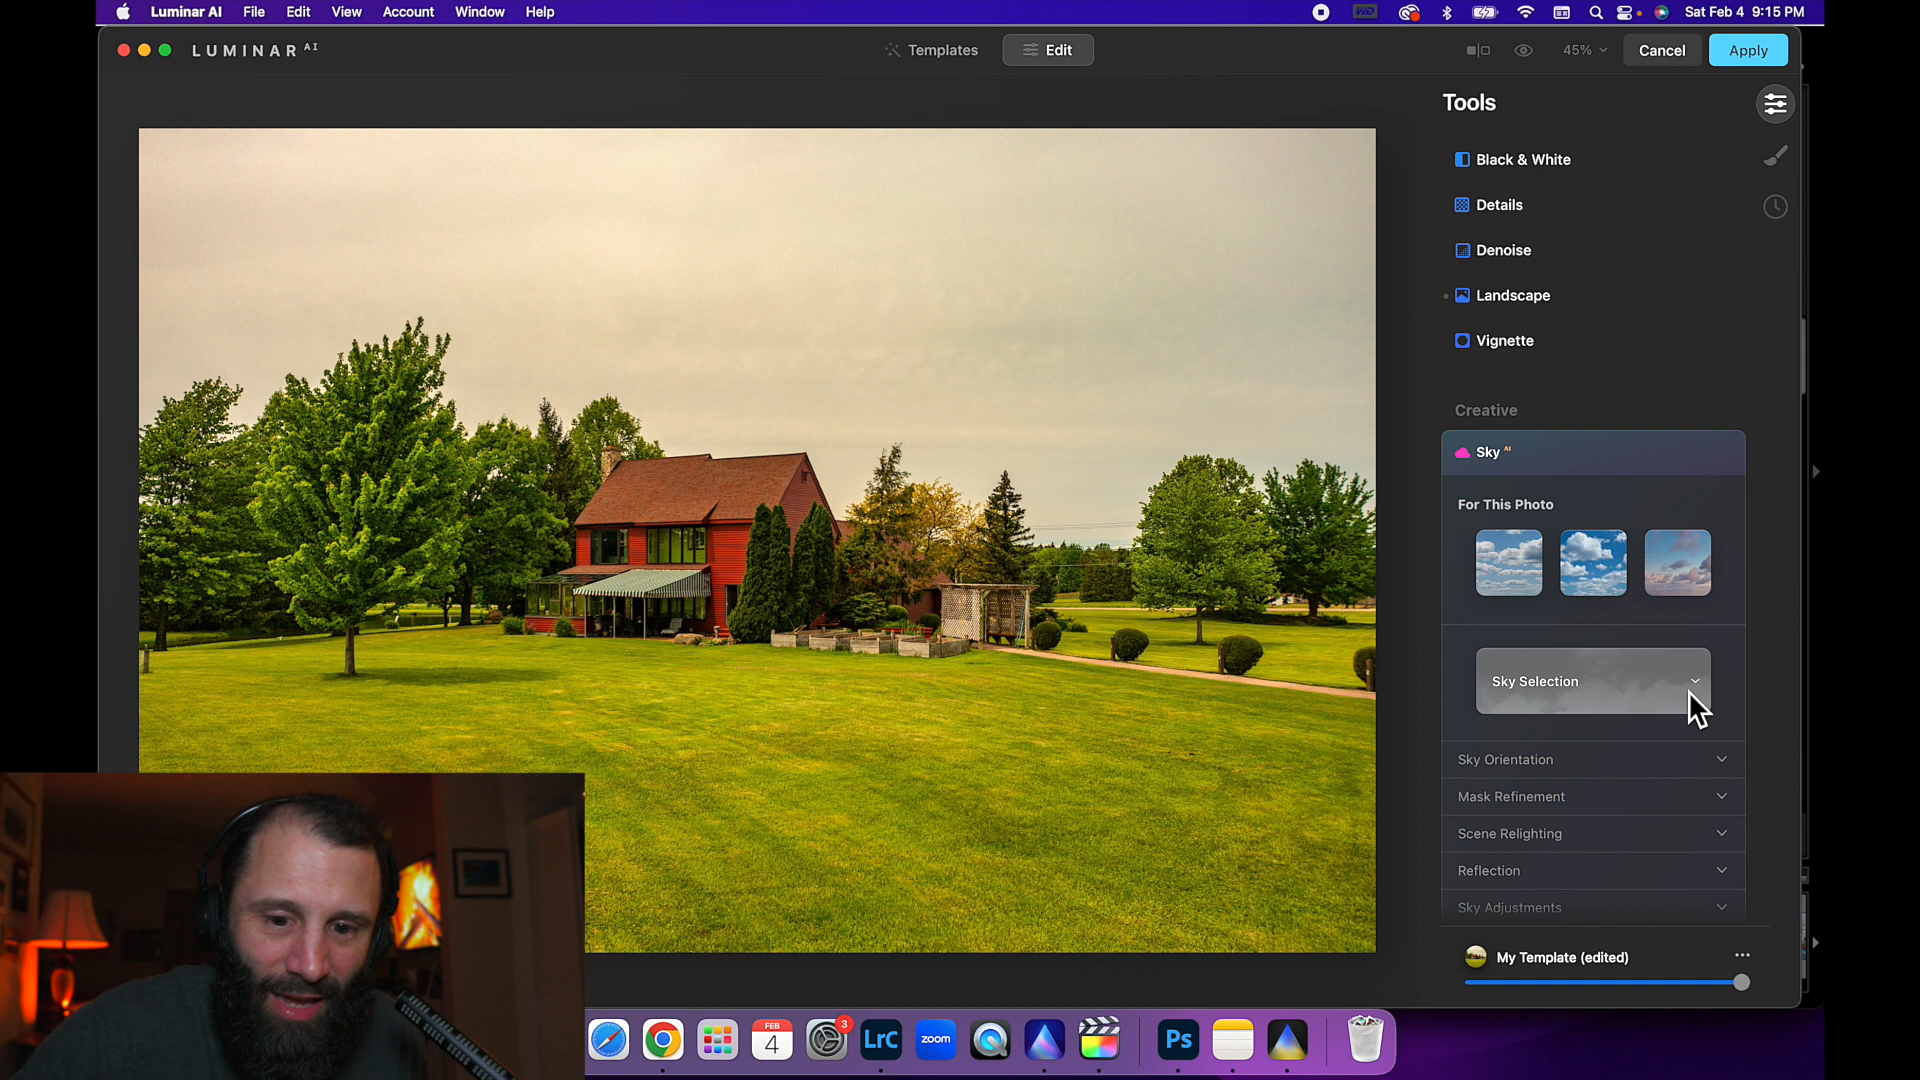 Luminar AI File Edit View Account Window Help
WD
Sat Feb 4 9:15 PM
LUMINAR AI
Templates
Edit
45%
Cancel
Apply
Tools
Black & White
Details
Denoise
Landscape
Vignette
Creative
Sky AI
For This Photo
Sky Selection
Sky Orientation
Mask Refinement
Scene Relighting
Reflection
Sky Adjustments
My Template (edited)
FEB
4
3
LrC
zoom
Ps